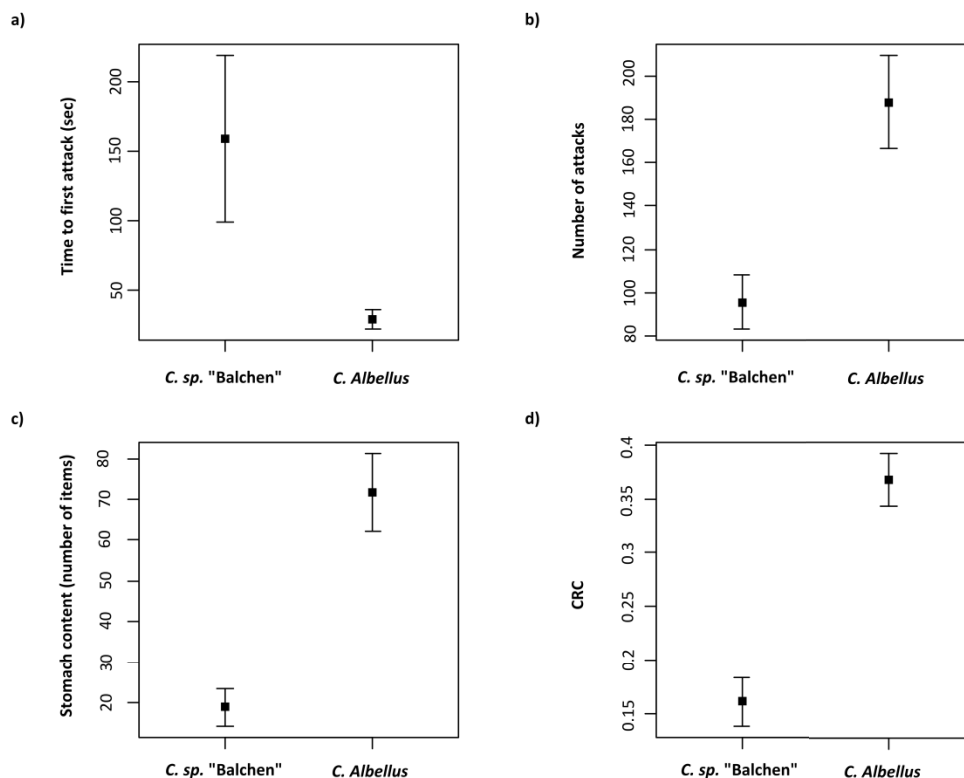 a)
Time to first attack (sec)
200
150
100
50
C. sp. "Balchen"
C. Albellus
b)
Number of attacks
200
180
160
140
120
100
80
C. sp. "Balchen"
C. Albellus
c)
Stomach content (number of items)
80
70
60
50
40
30
20
C. sp. "Balchen"
C. Albellus
d)
CRC
0.4
0.35
0.3
0.25
0.2
0.15
C. sp. "Balchen"
C. Albellus